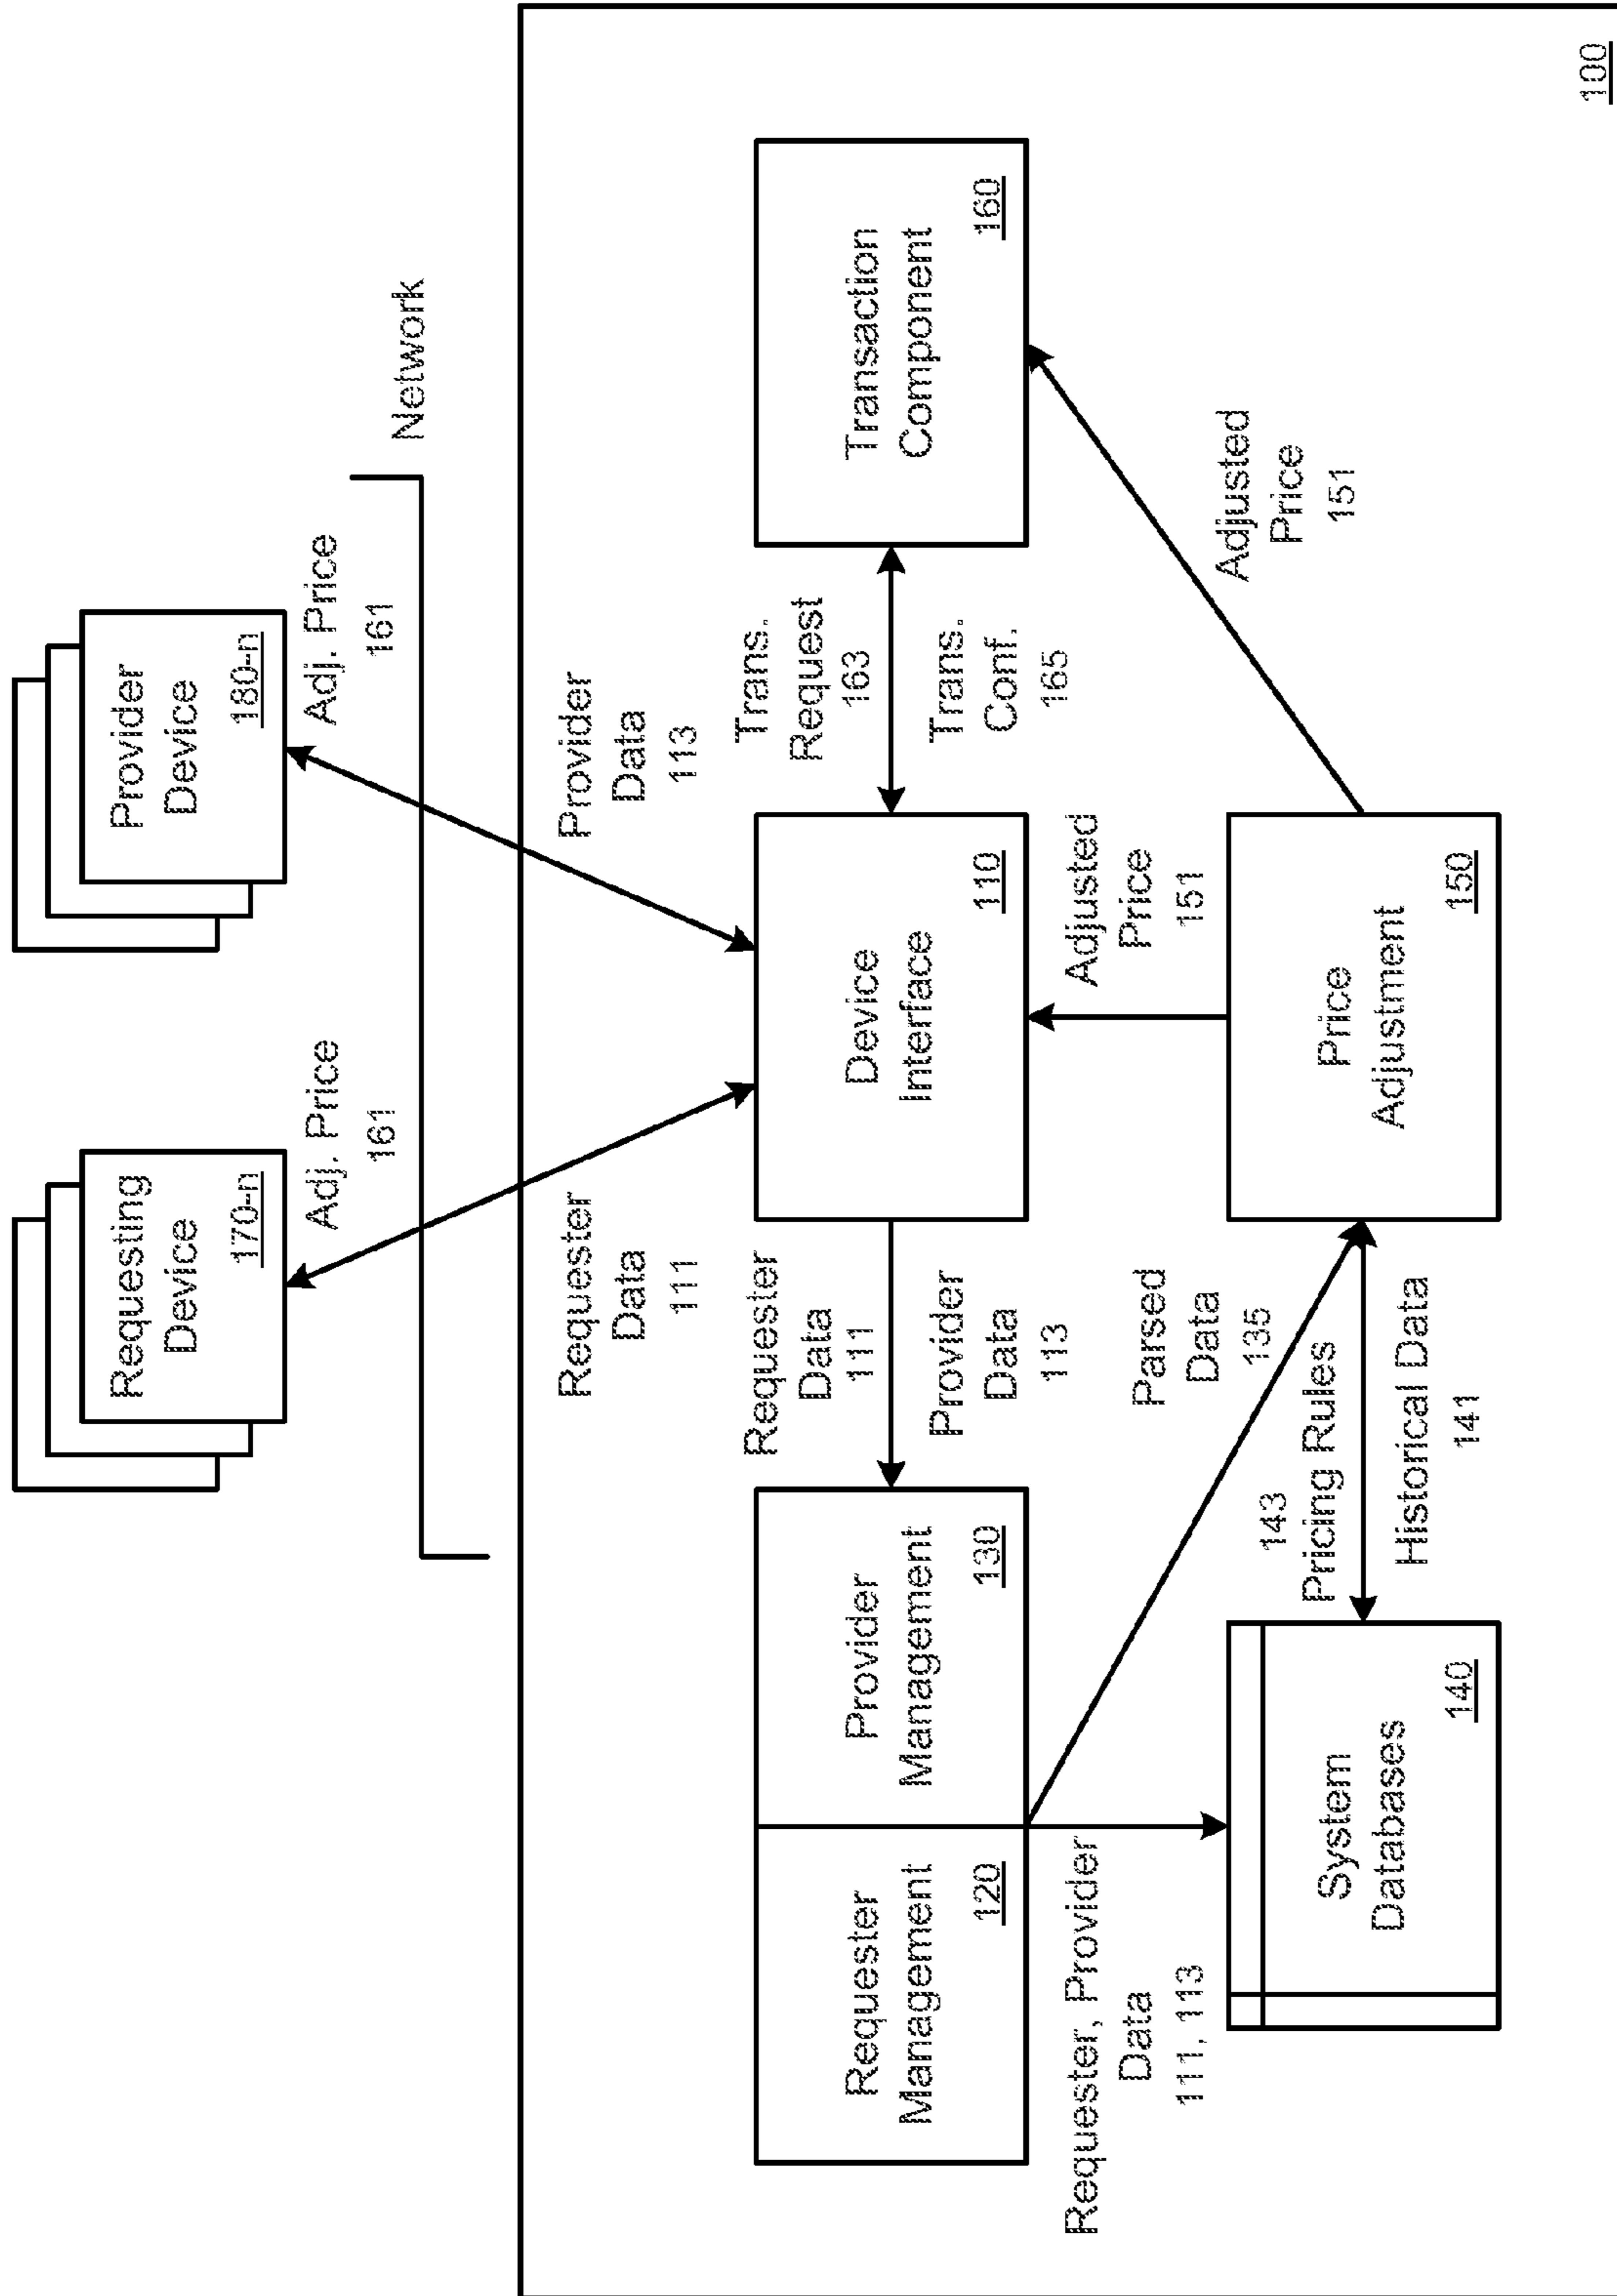 Requesting
Device
170-n
Provider
Device
180-n
Adj. Price
161
Adj. Price
161
Network
Requester
Data
111
Provider
Data
113
Requester
Management
120
Provider
Management
130
Requester
Data
111
Provider
Data
113
Device
Interface
110
Trans.
Request
163
Trans.
Conf.
165
Transaction
Component
160
Requester, Provider
Data
111, 113
Parsed
Data
135
Adjusted
Price
151
Adjusted
Price
151
System
Databases
140
143
Pricing Rules
Historical Data
141
Price
Adjustment
150
100